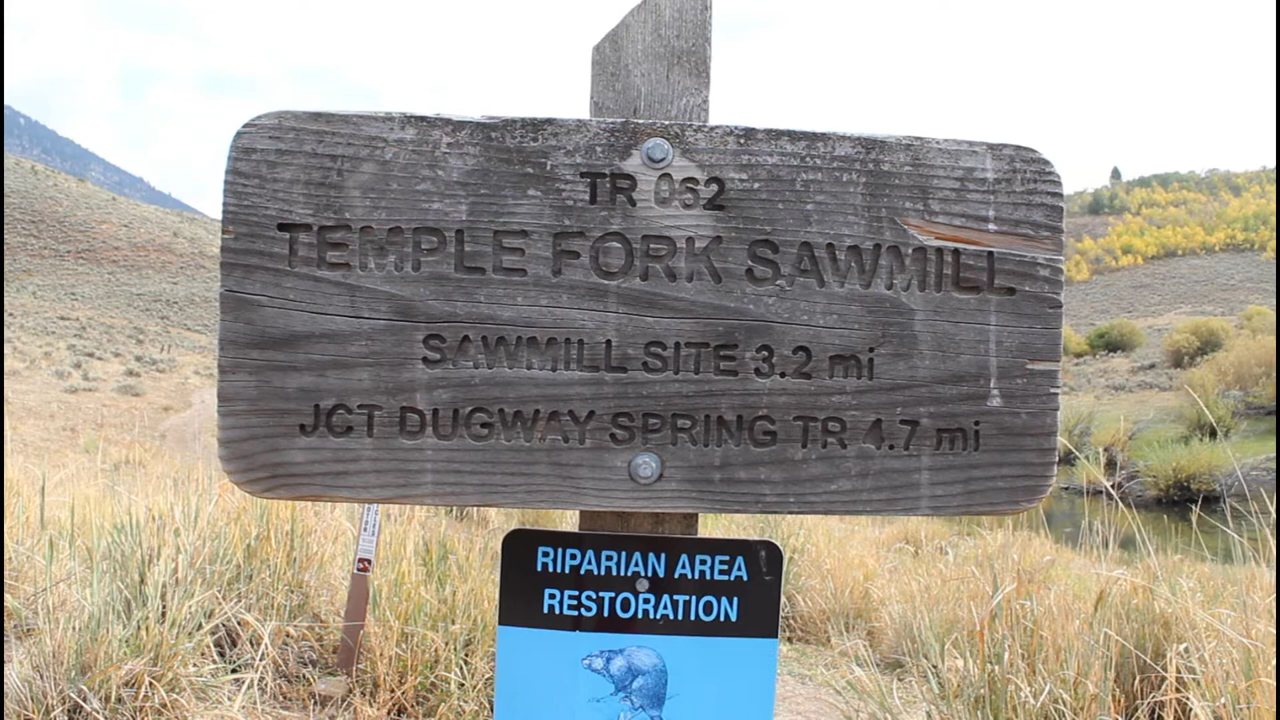 TR 062
TEMPLE FORK SAWMILL
SAWMILL SITE 3.2 mi
JCT DUGWAY SPRING TR 4.7 mi
RIPARIAN AREA
RESTORATION